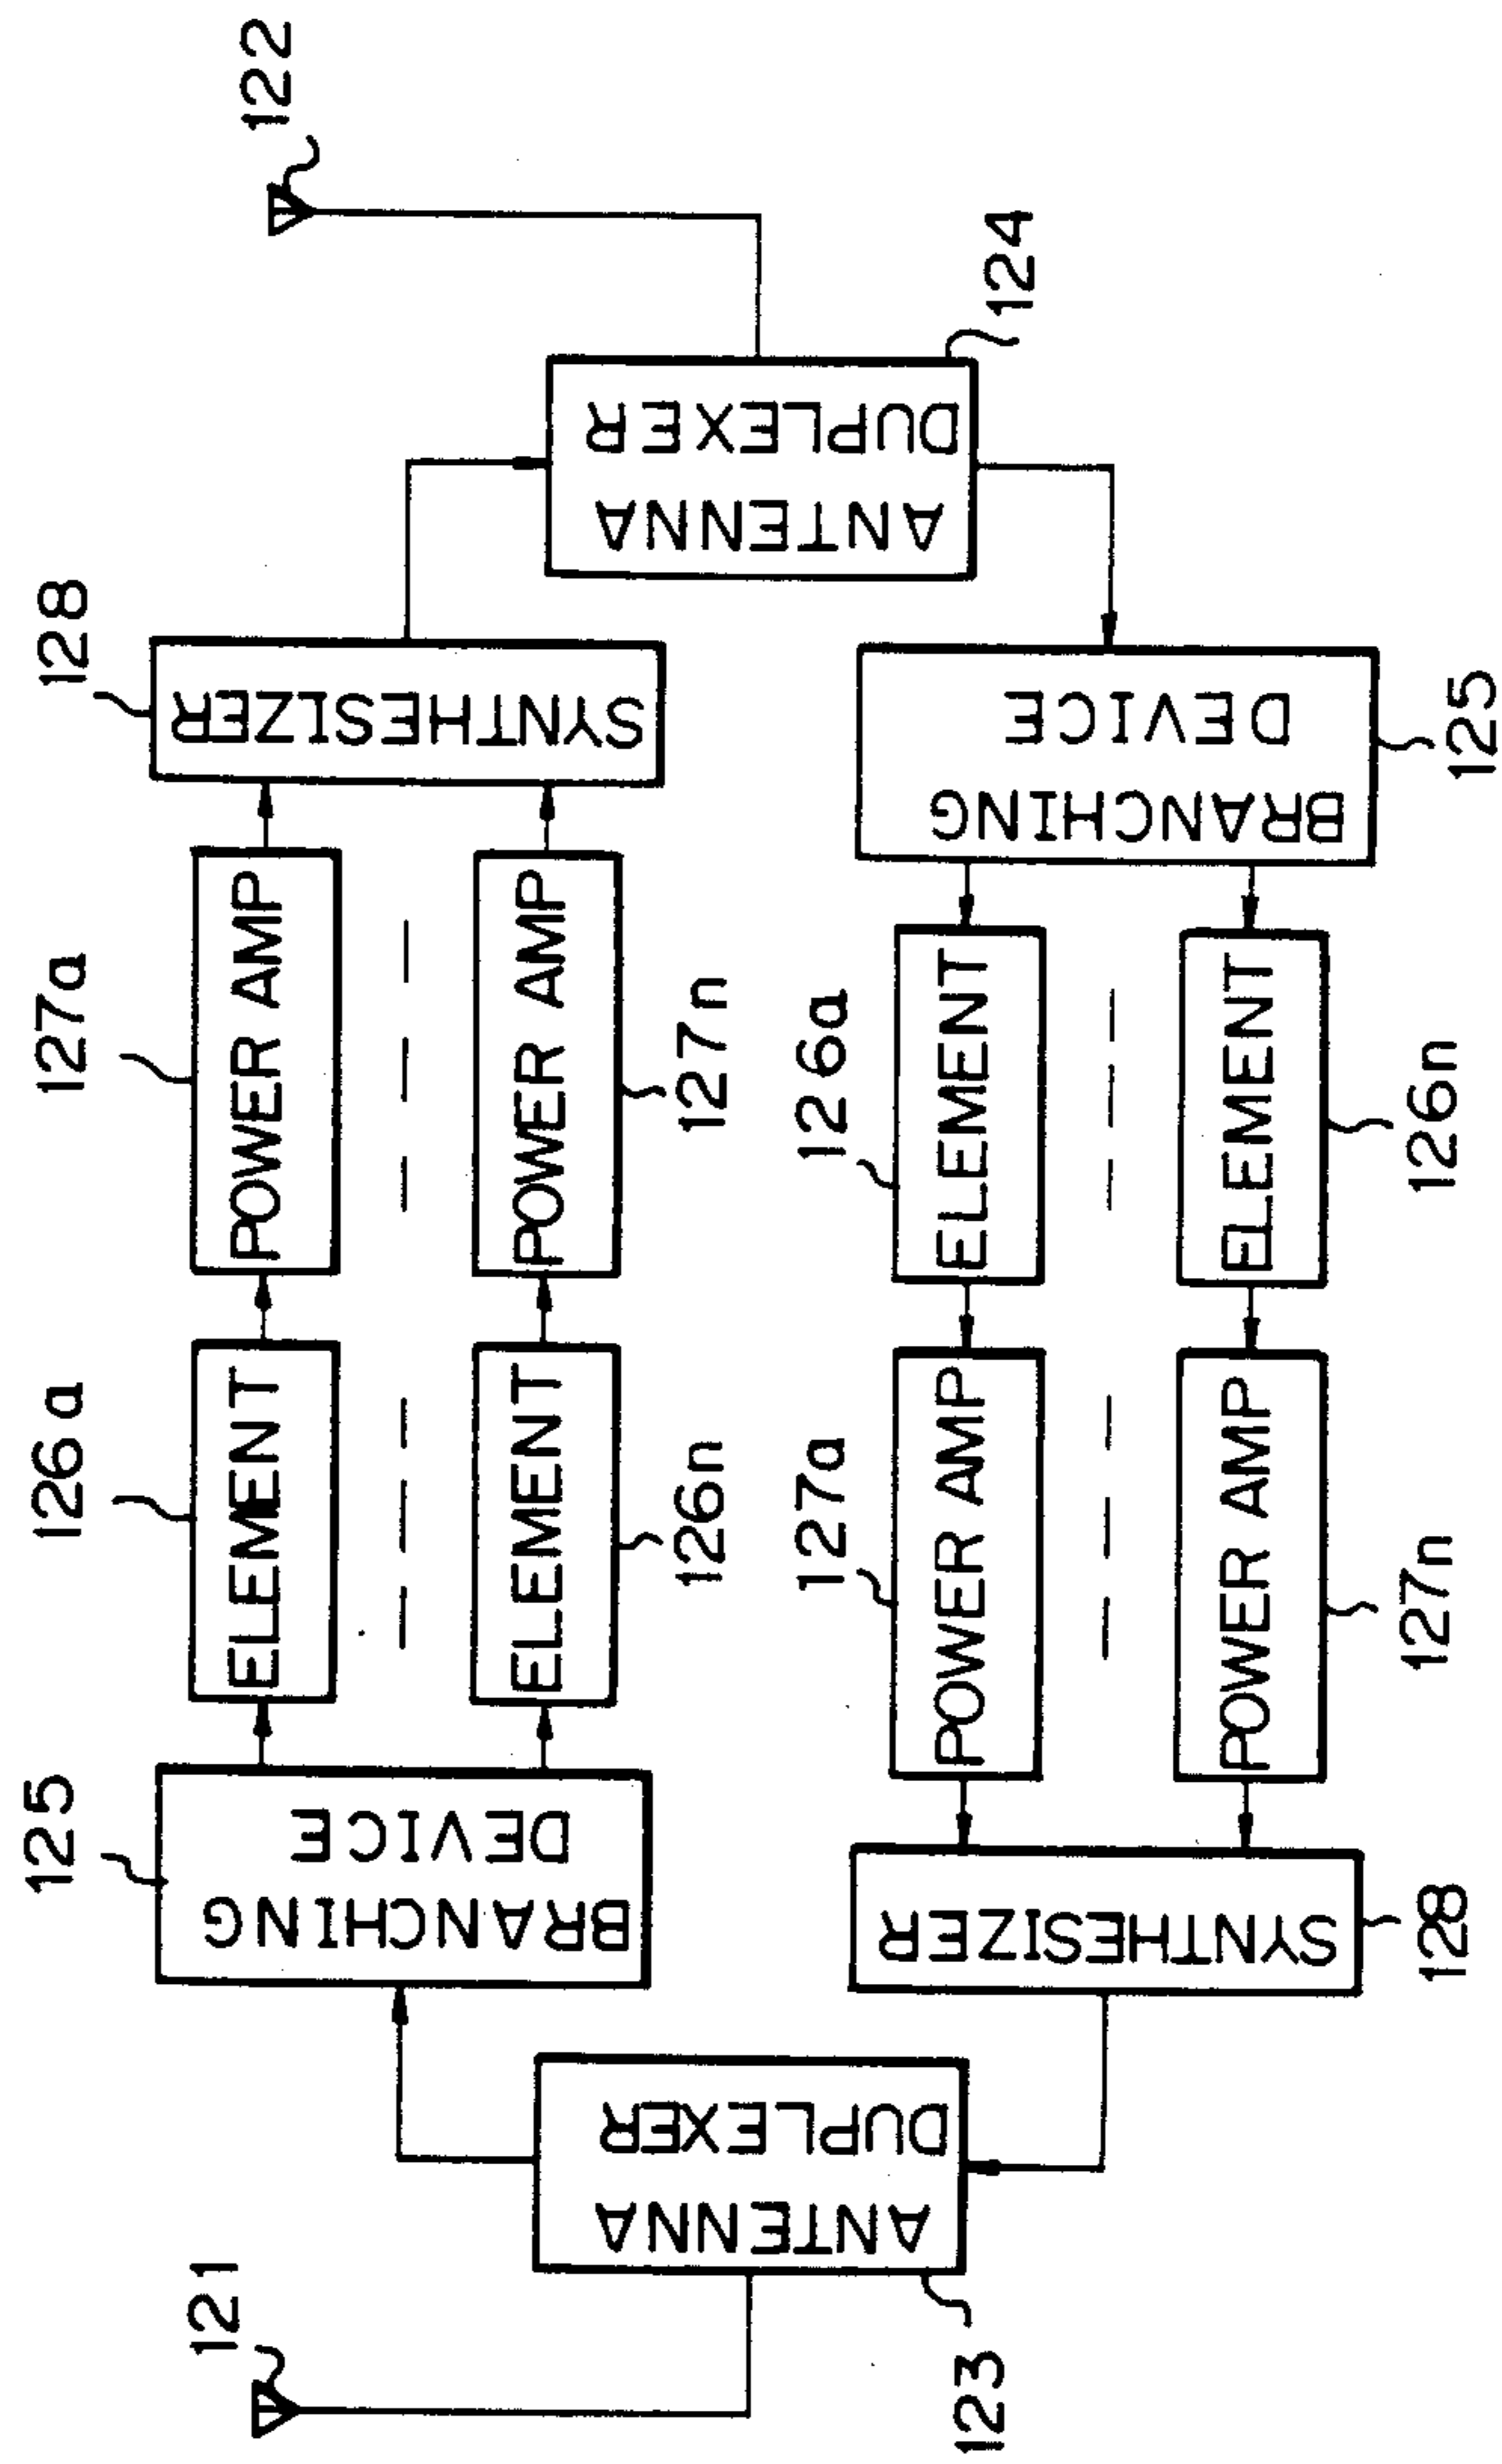 125
126a
127a
128
121
122
BRANCHING
DEVICE
ELEMENT
POWER AMP
SYNTHESIZER
ELEMENT
POWER AMP
126n
127n
ANTENNA
DUPLEXER
123
ANTENNA
DUPLEXER
124
127a
126a
SYNTHESIZER
POWER AMP
ELEMENT
BRANCHING
DEVICE
POWER AMP
ELEMENT
128
127n
126n
125